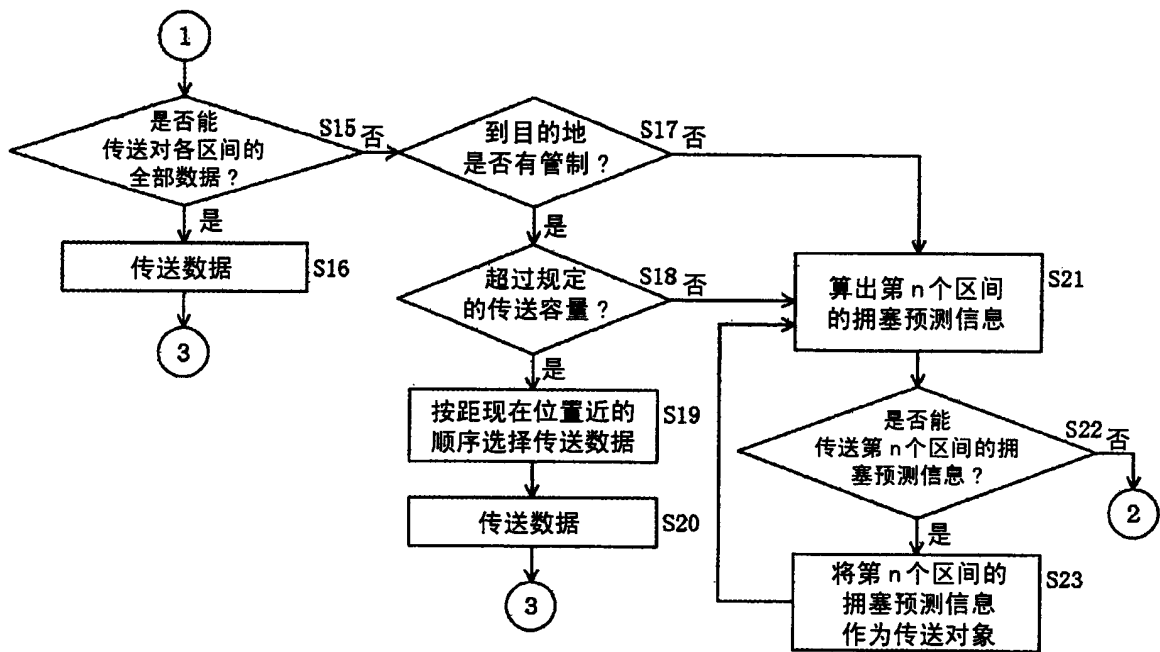 1
是否能
传送对各区间的
全部数据？
S15 否
是
传送数据
S16
3
到目的地
是否有管制？
S17 否
是
超过规定
的传送容量？
S18 否
是
按距现在位置近的
顺序选择传送数据
S19
传送数据
S20
3
算出第n个区间
的拥塞预测信息
S21
是否能
传送第n个区间的拥
塞预测信息？
S22 否
2
是
将第n个区间的
拥塞预测信息
作为传送对象
S23